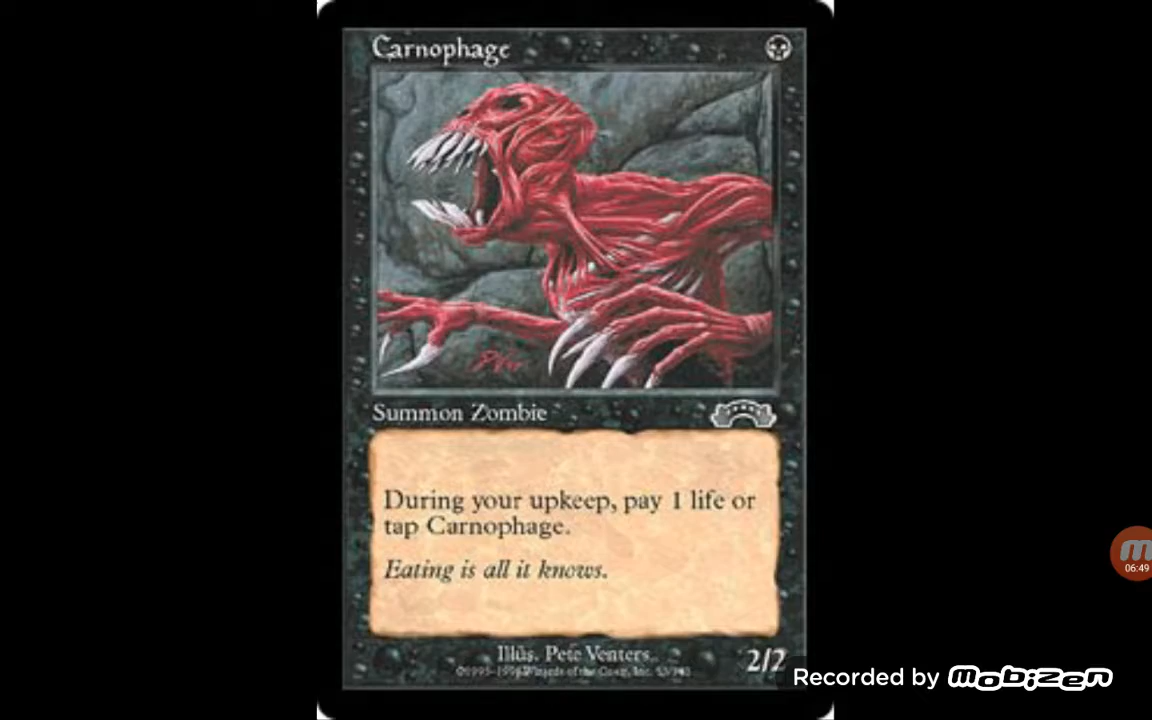 Carnophage
Summon Zombie
During your upkeep, pay 1 life or
tap Carnophage.
Eating is all it knows.
Illus. Pete Venters
2/2
Recorded by Mobizen
06:49